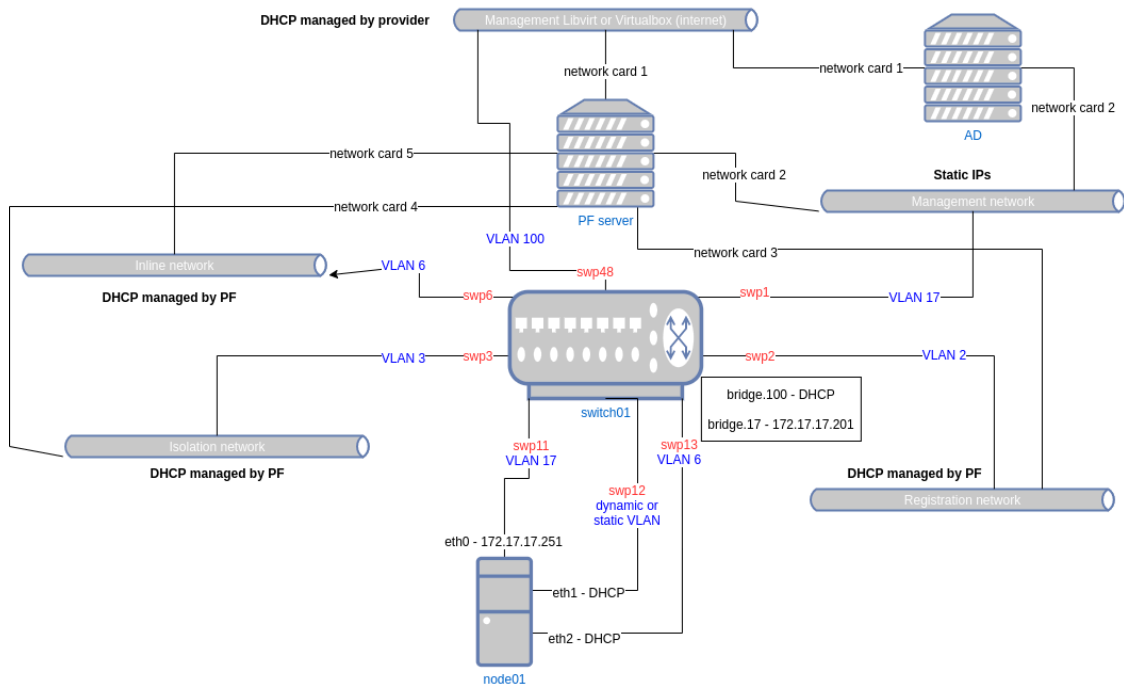 DHCP managed by provider
Management Libvirt or Virtualbox (internet)
network card 1
network card 1
network card 2
AD
network card 5
network card 2
Static IPs
Management network
network card 4
PF server
VLAN 100
network card 3
Inline network
VLAN 6
swp48
DHCP managed by PF
swp6
swp1
VLAN 17
VLAN 3
swp3
swp2
VLAN 2
bridge.100 - DHCP
bridge.17 - 172.17.17.201
switch01
Isolation network
DHCP managed by PF
swp11
VLAN 17
swp13
VLAN 6
DHCP managed by PF
Registration network
swp12
dynamic or
static VLAN
eth0 - 172.17.17.251
eth1 - DHCP
eth2 - DHCP
node01